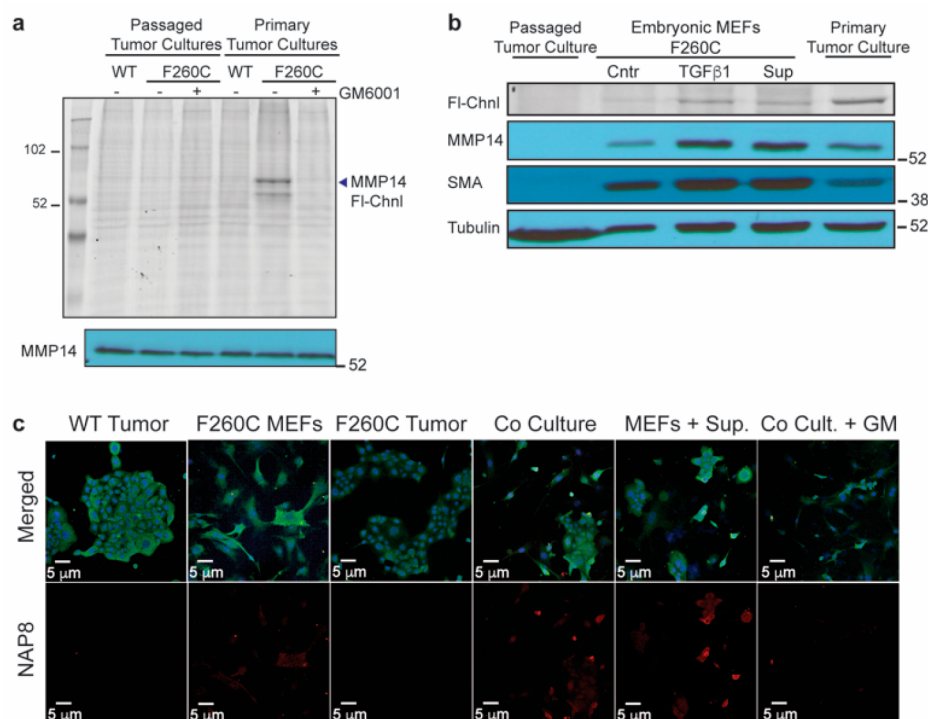 a
Passaged Primary
Tumor Cultures Tumor Cultures
WT F260C WT F260C
- - + - - + GM6001
102
MMP14
52 Fl-Chnl
MMP14
52
b
Passaged Embryonic MEFs Primary
Tumor Culture F260C Tumor Culture
Cntr TGFβ1 Sup
Fl-Chnl
MMP14
52
SMA
38
Tubulin 52
c
WT Tumor F260C MEFs F260C Tumor Co Culture MEFs + Sup. Co Cult. + GM
Merged
5 µm 5 µm 5 µm 5 µm 5 µm 5 µm
NAP8
5 µm 5 µm 5 µm 5 µm 5 µm 5 µm